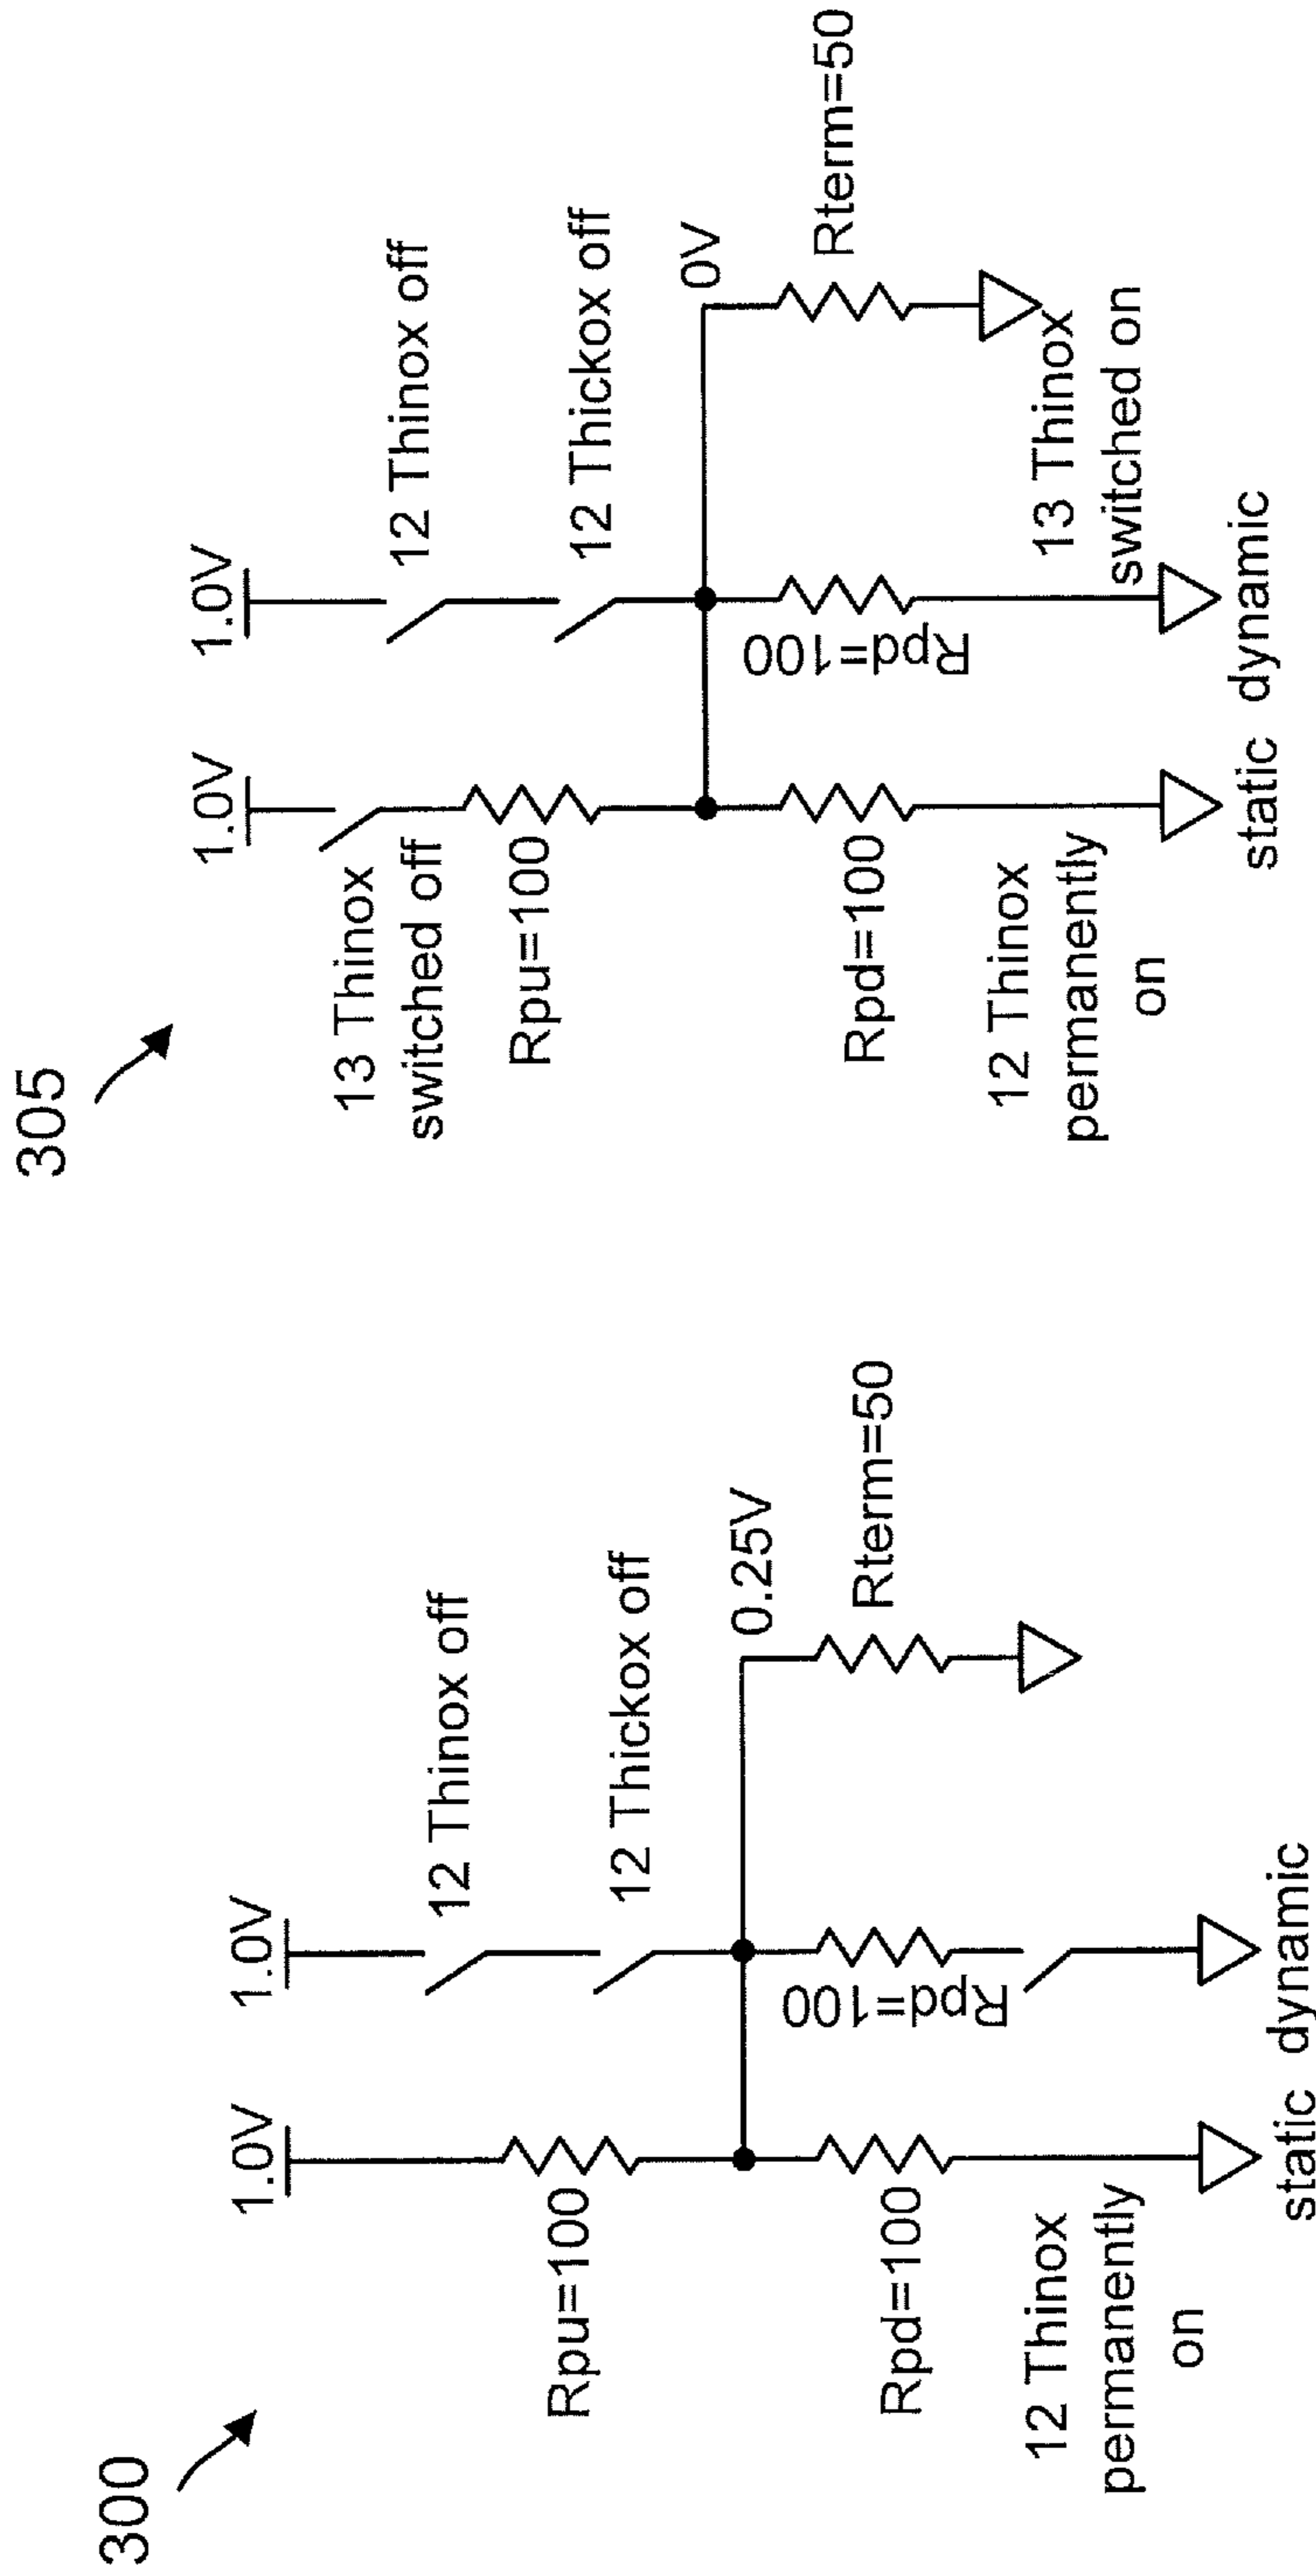 300
1.0V
1.0V
12 Thinox off
12 Thickox off
Rpu=100
0.25V
Rpd=100
Rpd=100
Rterm=50
12 Thinox
permanently
on
static
dynamic
305
1.0V
1.0V
13 Thinox
switched off
12 Thinox off
12 Thickox off
Rpu=100
0V
Rpd=100
Rpd=100
Rterm=50
12 Thinox
permanently
on
13 Thinox
switched on
static
dynamic